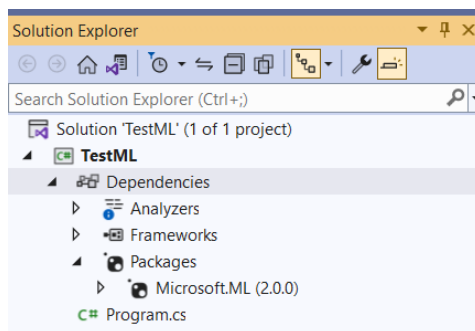 Solution Explorer
Search Solution Explorer (Ctrl+;)
Solution 'TestML' (1 of 1 project)
C# TestML
Dependencies
Analyzers
Frameworks
Packages
Microsoft.ML (2.0.0)
C# Program.cs